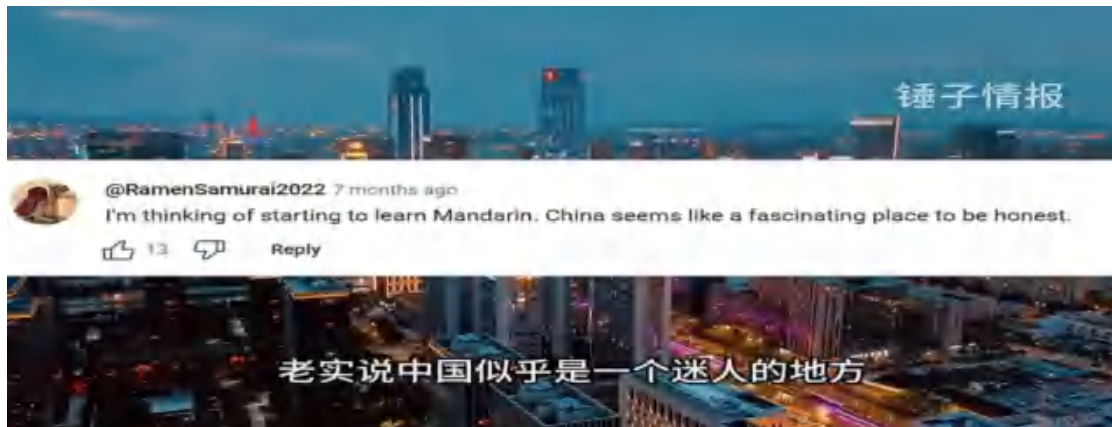 锤子情报
@RamenSamurai2022 7 months ago
I'm thinking of starting to learn Mandarin. China seems like a fascinating place to be honest.
13 Reply
老实说中国似乎是一个迷人的地方